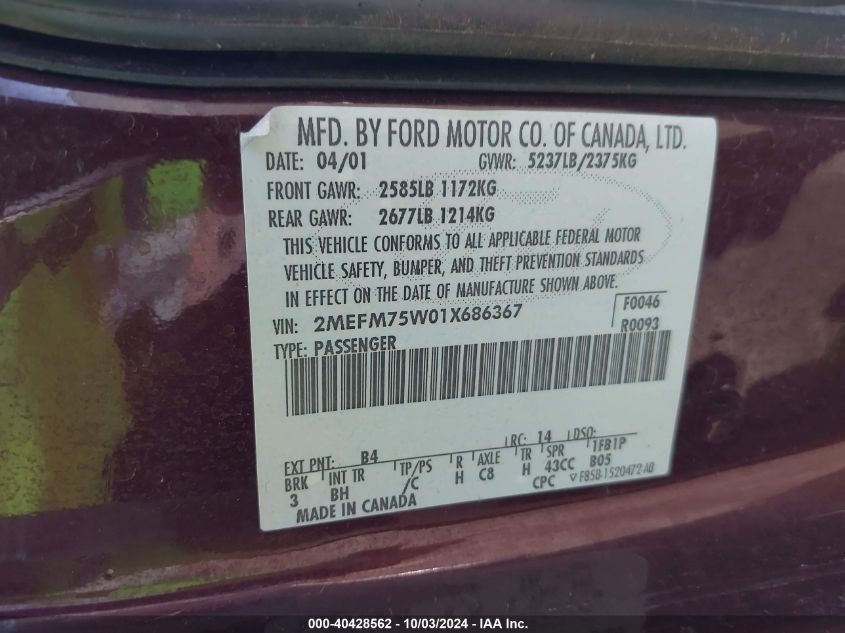 MFD. BY FORD MOTOR CO. OF CANADA, LTD.
DATE: 04/01 GVWR: 5237LB/2375KG
FRONT GAWR: 2585LB 1172KG
REAR GAWR: 2677LB 1214KG
THIS VEHICLE CONFORMS TO ALL APPLICABLE FEDERAL MOTOR
VEHICLE SAFETY, BUMPER, AND THEFT PREVENTION STANDARDS
IN EFFECT ON THE DATE OF MANUFACTURE SHOWN ABOVE.
VIN: 2MEFM75W01X686367 F0046
TYPE: PASSENGER R0093
EXT PNT: B4 RC: 14 DSO: 1FB1P
BRK INT TR TP/PS R AXLE TR SPR B05
3 BH /C H C8 H 43CC
MADE IN CANADA CPC F85B-1520472-AB
000-40428562 - 10/03/2024 - IAA Inc.